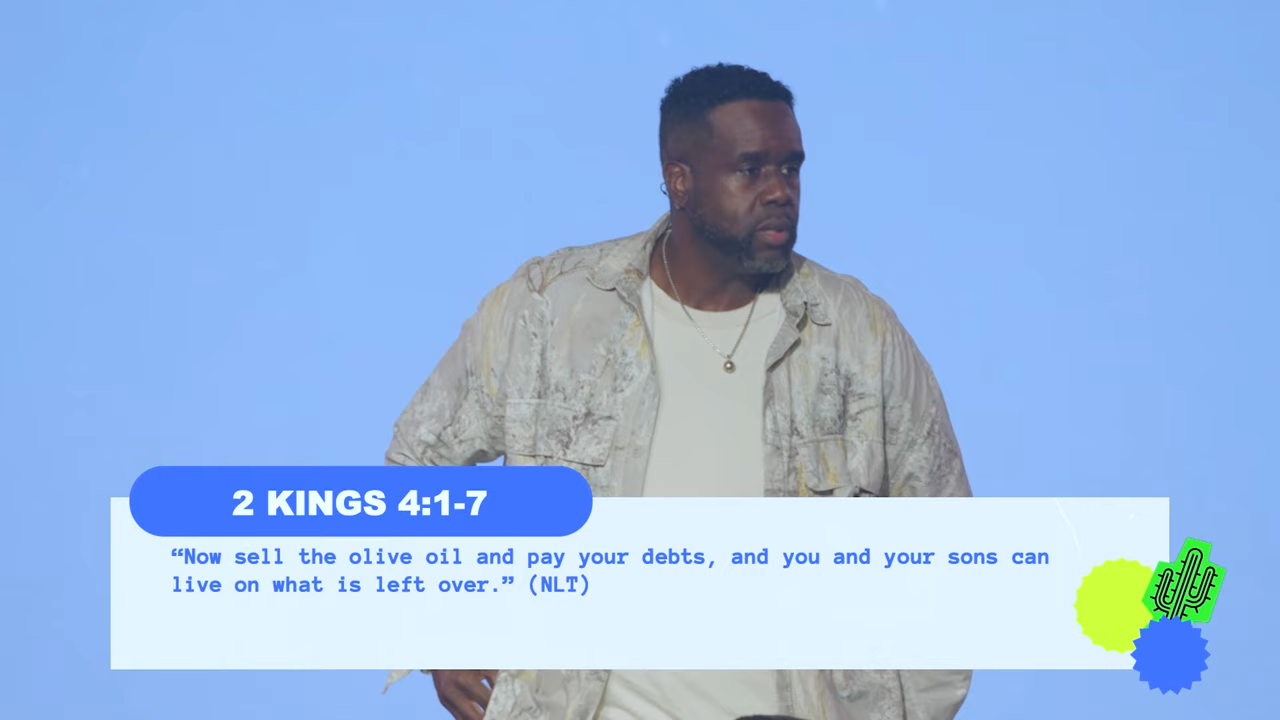 2 KINGS 4:1-7
“Now sell the olive oil and pay your debts, and you and your sons can
live on what is left over.” (NLT)